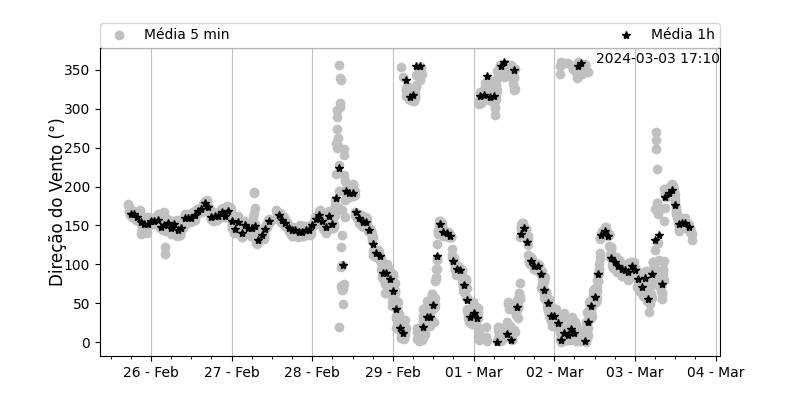 Média 5 min
Média 1h
2024-03-03 17:10
Direção do Vento (°)
350
300
250
200
150
100
50
0
26 - Feb
27 - Feb
28 - Feb
29 - Feb
01 - Mar
02 - Mar
03 - Mar
04 - Mar